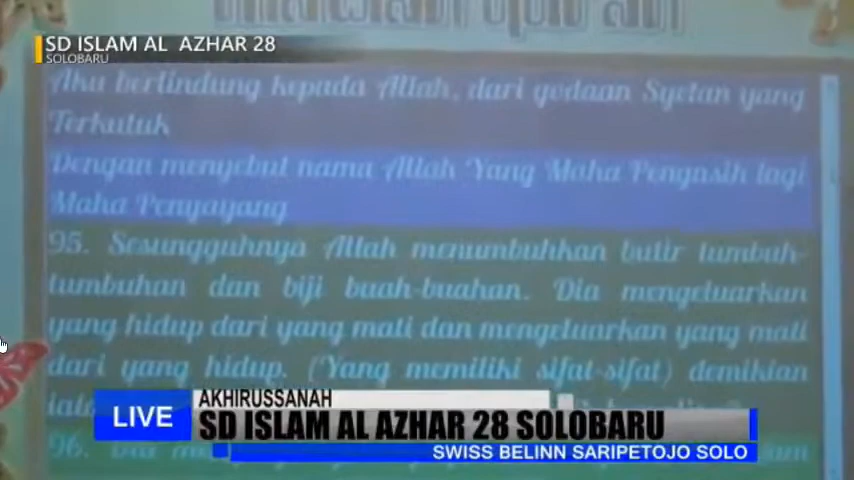 SD ISLAM AL AZHAR 28
SOLOBARU
Aku berlindung kepada Allah, dari godaan Syetan yang
Terkutuk
Dengan menyebut nama Allah Yang Maha Pengasih lagi
Maha Penyayang
95. Sesungguhnya Allah menumbuhkan butir tumbuh-
tumbuhan dan biji buah-buahan. Dia mengeluarkan
yang hidup dari yang mati dan mengeluarkan yang mati
dari yang hidup. (Yang memiliki sifat-sifat) demikian
96.
LIVE
AKHIRUSSANAH
SD ISLAM AL AZHAR 28 SOLOBARU
SWISS BELINN SARIPETOJO SOLO